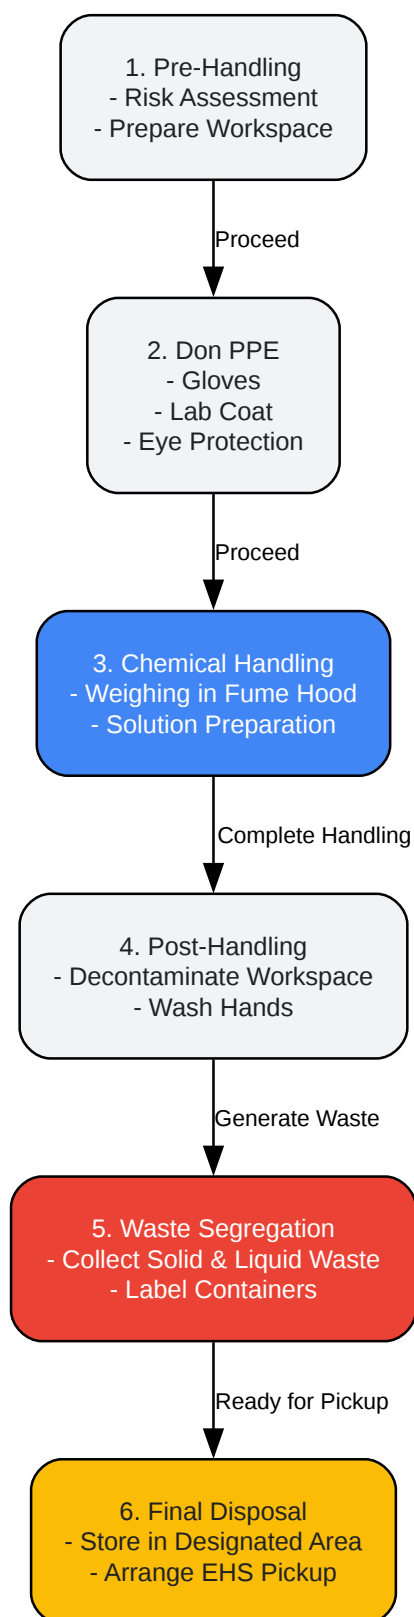 1. Pre-Handling
- Risk Assessment
- Prepare Workspace
Proceed
2. Don PPE
- Gloves
- Lab Coat
- Eye Protection
Proceed
3. Chemical Handling
- Weighing in Fume Hood
- Solution Preparation
Complete Handling
4. Post-Handling
- Decontaminate Workspace
- Wash Hands
Generate Waste
5. Waste Segregation
- Collect Solid & Liquid Waste
- Label Containers
Ready for Pickup
6. Final Disposal
- Store in Designated Area
- Arrange EHS Pickup